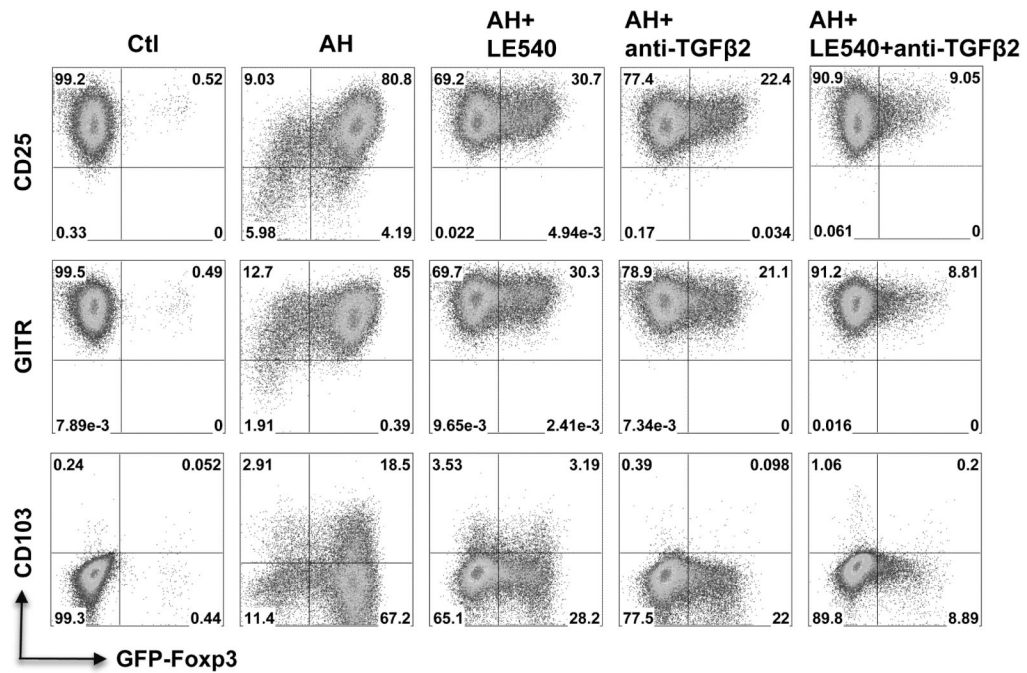 Ctl
AH
AH+
LE540
AH+
anti-TGFβ2
AH+
LE540+anti-TGFβ2
CD25
99.2 0.52
0.33 0
9.03 80.8
5.98 4.19
69.2 30.7
0.022 4.94e-3
77.4 22.4
0.17 0.034
90.9 9.05
0.061 0
GITR
99.5 0.49
7.89e-3 0
12.7 85
1.91 0.39
69.7 30.3
9.65e-3 2.41e-3
78.9 21.1
7.34e-3 0
91.2 8.81
0.016 0
CD103
0.24 0.052
99.3 0.44
2.91 18.5
11.4 67.2
3.53 3.19
65.1 28.2
0.39 0.098
77.5 22
1.06 0.2
89.8 8.89
GFP-Foxp3